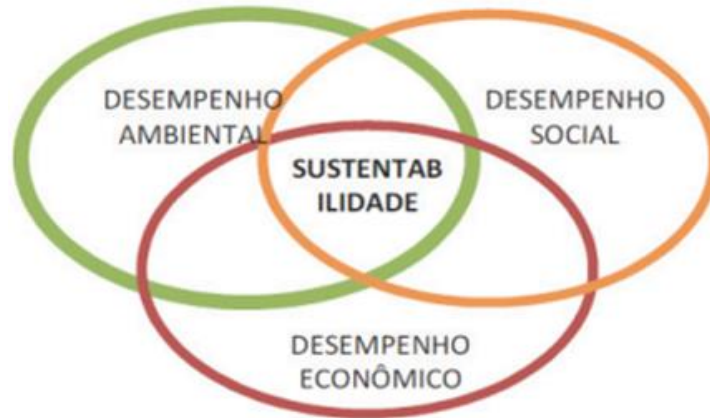 DESEMPENHO
AMBIENTAL
DESEMPENHO
SOCIAL
SUSTENTAB
ILIDADE
DESEMPENHO
ECONÔMICO